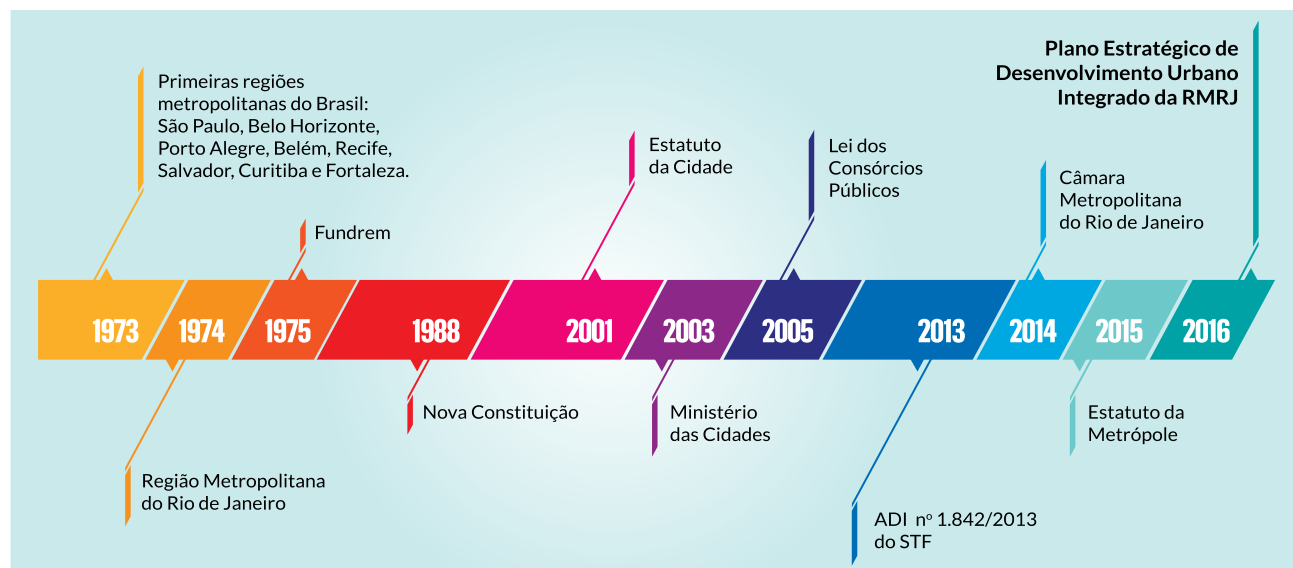 Primeiras regiões
metropolitanas do Brasil:
São Paulo, Belo Horizonte,
Porto Alegre, Belém, Recife,
Salvador, Curitiba e Fortaleza.
Fundrem
Estatuto
da Cidade
Lei dos
Consórcios
Públicos
Câmara
Metropolitana
do Rio de Janeiro
Plano Estratégico de
Desenvolvimento Urbano
Integrado da RMRJ
1973 1974 1975 1988 2001 2003 2005 2013 2014 2015 2016
Região Metropolitana
do Rio de Janeiro
Nova Constituição
Ministério
das Cidades
ADI nº 1.842/2013
do STF
Estatuto da
Metrópole